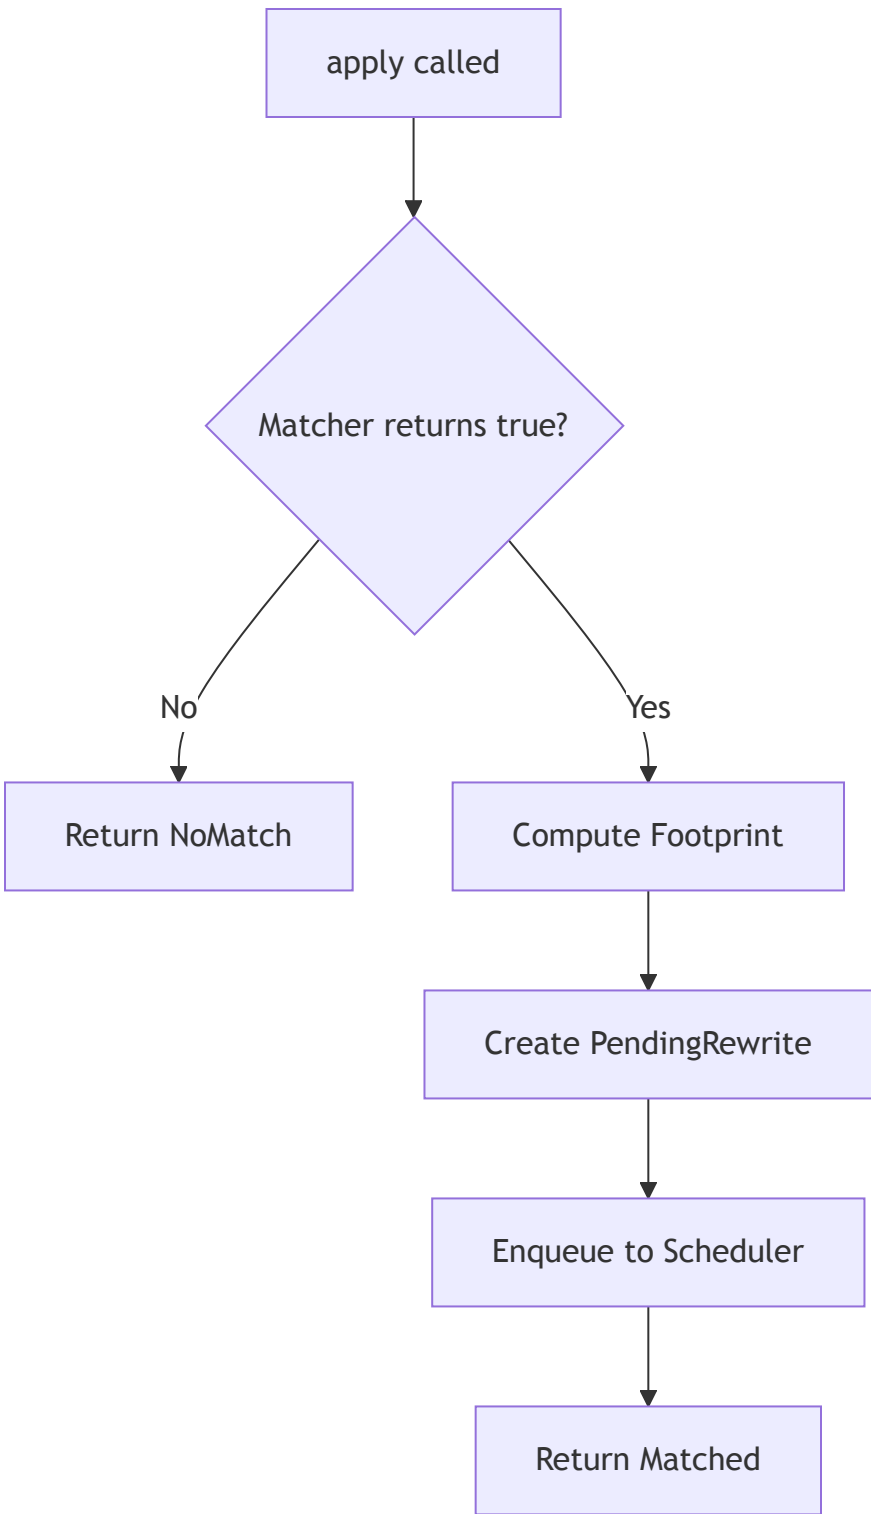 apply called
Matcher returns true?
No
Yes
Return NoMatch
Compute Footprint
Create PendingRewrite
Enqueue to Scheduler
Return Matched